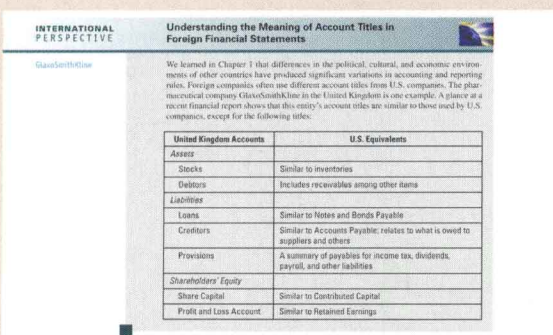 INTERNATIONAL
PERSPECTIVE
Understanding the Meaning of Account Titles in
Foreign Financial Statements
GlaxoSmithKline
We learned in Chapter 1 that differences in the political, cultural, and economic environ-
ments of other countries have produced significant variations in accounting and reporting
rules. Foreign companies often use different account titles from U.S. companies. The phar-
maceutical company GlaxoSmithKline in the United Kingdom is one example. A glance at a
recent financial report shows that this entity's account titles are similar to those used by U.S.
companies, except for the following titles:
United Kingdom Accounts U.S. Equivalents
Assets
Stocks Similar to inventories
Debtors Includes receivables among other items
Liabilities
Loans Similar to Notes and Bonds Payable
Creditors Similar to Accounts Payable; relates to what is owed to
suppliers and others
Provisions A summary of payables for income tax, dividends,
payroll, and other liabilities
Shareholders' Equity
Share Capital Similar to Contributed Capital
Profit and Loss Account Similar to Retained Earnings